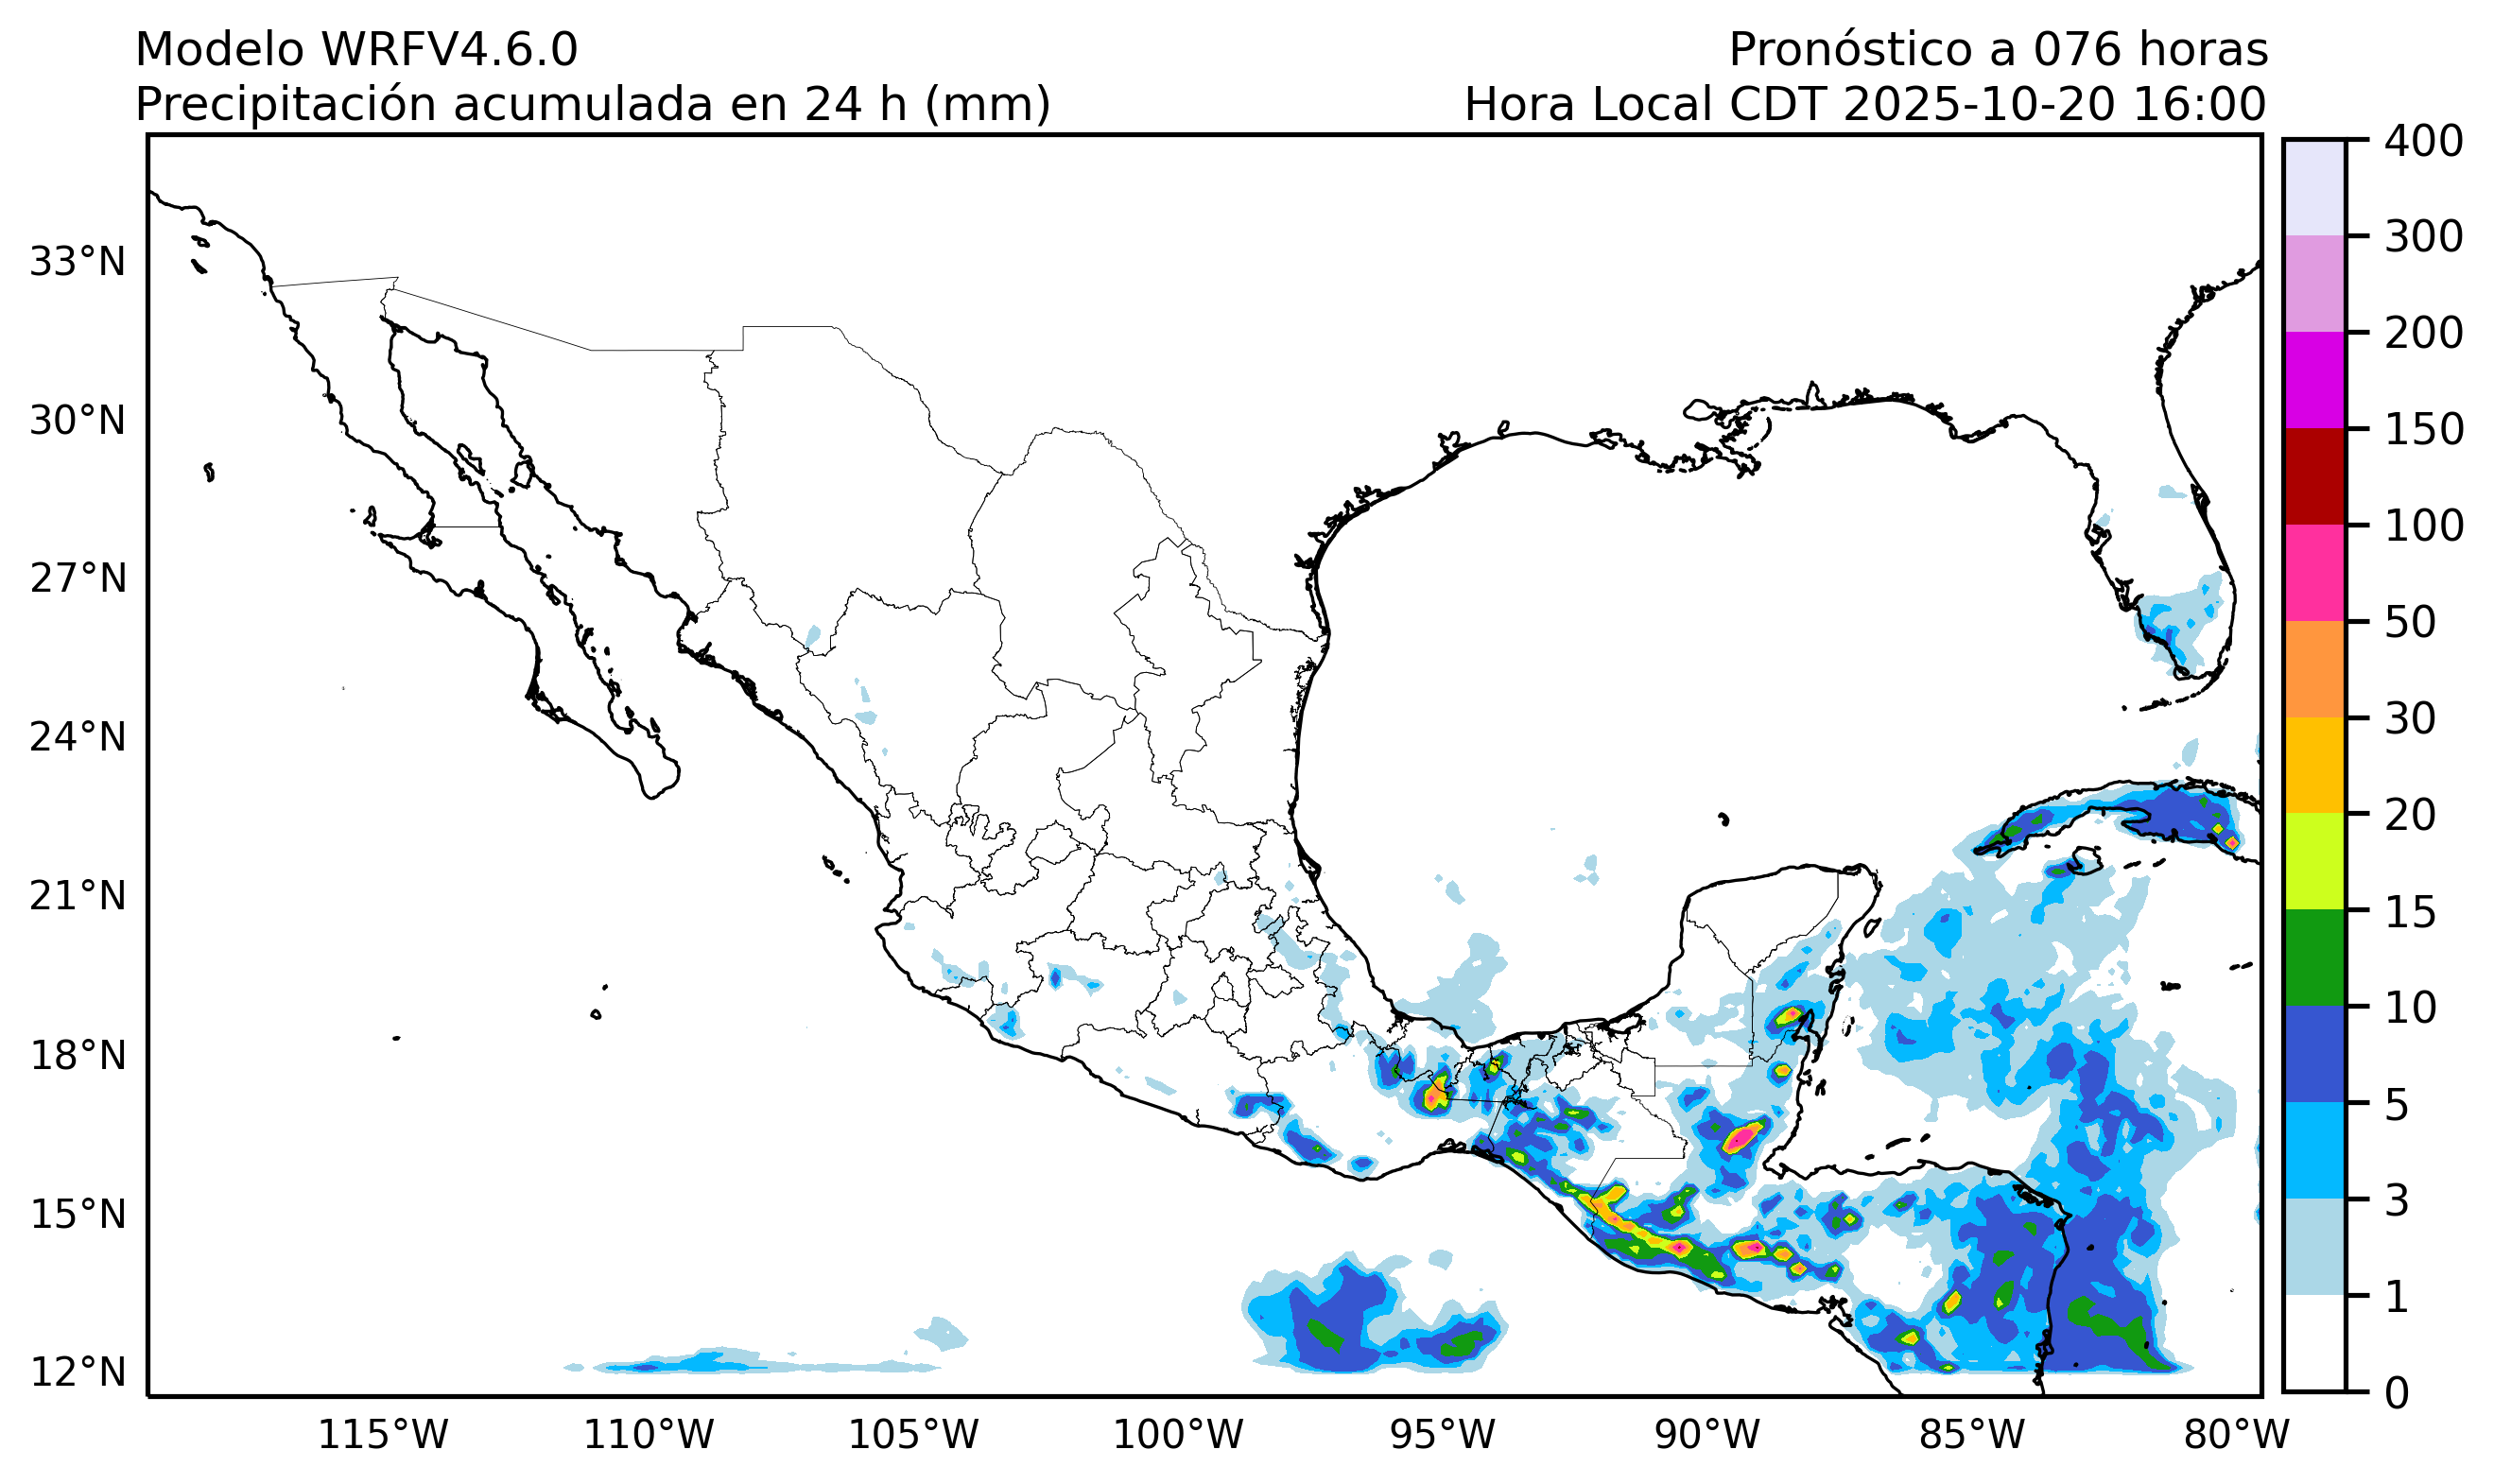 Modelo WRFV4.6.0
Pronóstico a 076 horas
Precipitación acumulada en 24 h (mm)
Hora Local CDT 2025-10-20 16:00
33°N
30°N
27°N
24°N
21°N
18°N
15°N
12°N
115°W
110°W
105°W
100°W
95°W
90°W
85°W
80°W
400
300
200
150
100
50
30
20
15
10
5
3
1
0